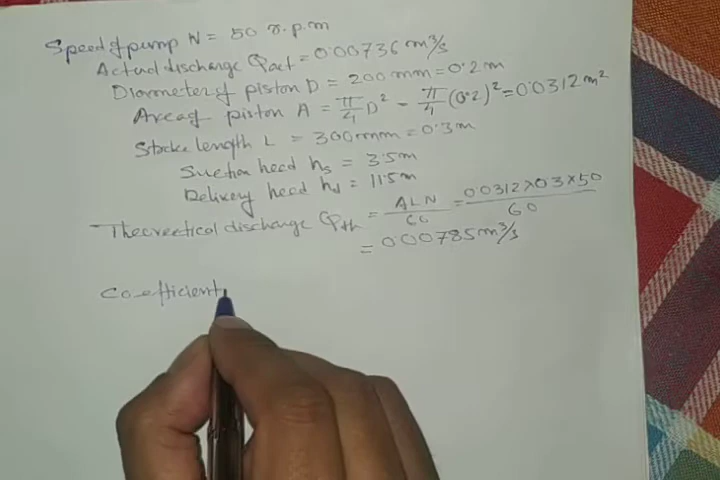 Speed of pump N = 50 r.p.m
Actual discharge Qact = 0.00736 m³/s
Diameter of piston D = 200 mm = 0.2 m
Area of piston A = π/4 D² = π/4 (0.2)² = 0.0312 m²
Stroke length L = 300 mm = 0.3 m
Suction head hs = 3.5m
Delivery head hd = 11.5m
Theoreetical discharge Qth = ALN/60 = 0.0312 x 0.3 x 50/60
= 0.00785 m³/s
Co-efficient